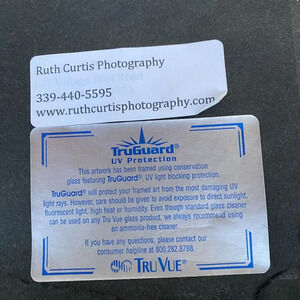 Ruth Curtis Photography
339-440-5595
www.ruthcurtisphotography.com
TruGuard®
UV Protection
This artwork has been framed using conservation
glass featuring TruGuard®, UV light blocking protection.
TruGuard® will protect your framed art from the most damaging UV
light rays. However, care should be given to avoid exposure to direct sunlight,
fluorescent light, high heat or humidity. Even though standard glass cleaner
can be used on any Tru Vue glass product, we always recommend using
an ammonia-free cleaner.
If you have any questions, please contact our
consumer helpline at 800.282.8788.
TRU VUE®